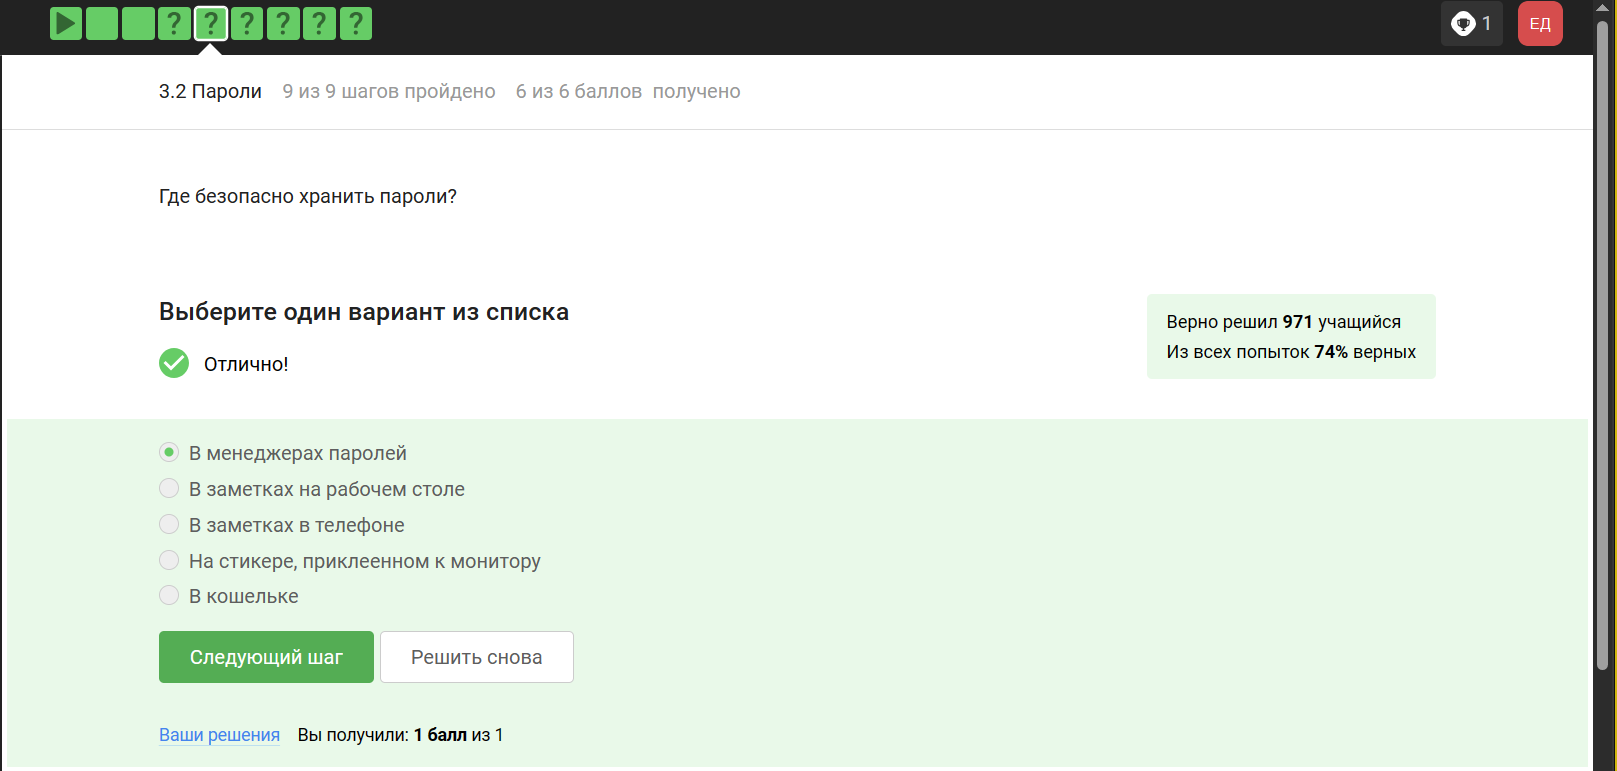 ? ? ? ? ? ?
1
ЕД
3.2 Пароли 9 из 9 шагов пройдено 6 из 6 баллов получено
Где безопасно хранить пароли?
Выберите один вариант из списка
Отлично!
Верно решил 971 учащийся
Из всех попыток 74% верных
В менеджерах паролей
В заметках на рабочем столе
В заметках в телефоне
На стикере, приклеенном к монитору
В кошельке
Следующий шаг
Решить снова
Ваши решения Вы получили: 1 балл из 1